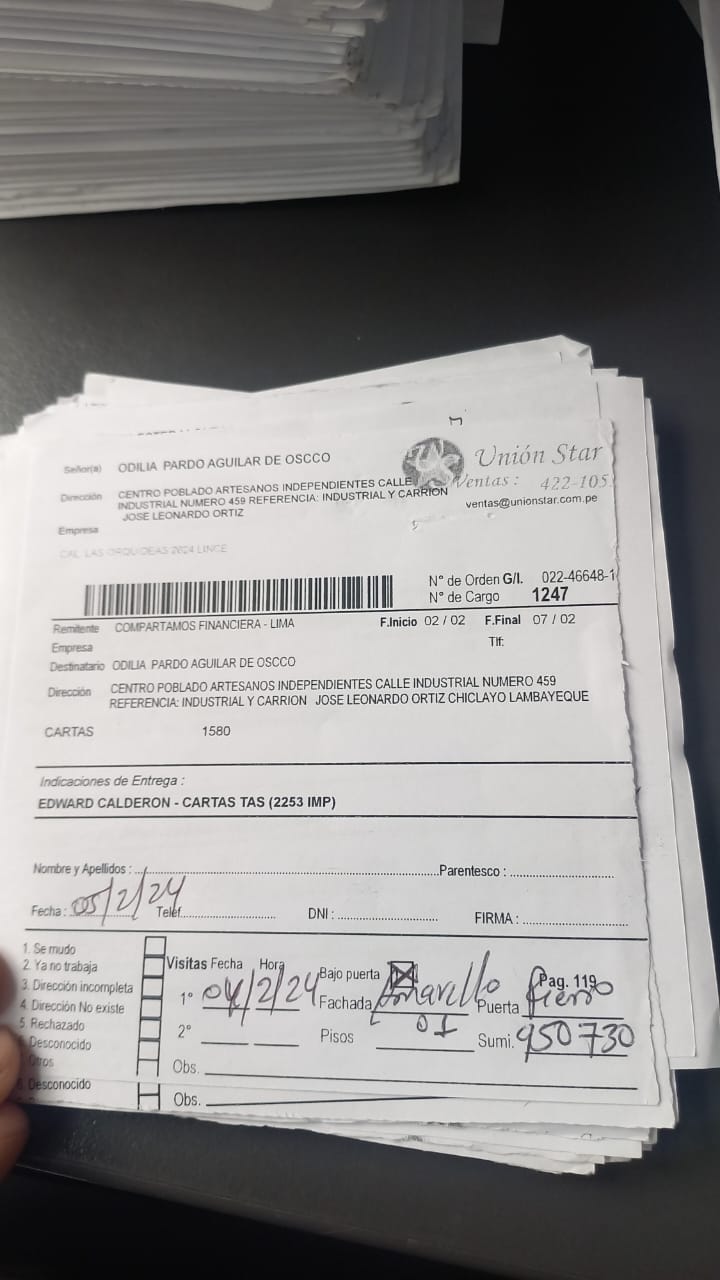 Señor(a) ODILIA PARDO AGUILAR DE OSCCO
Unión Star
Dirección CENTRO POBLADO ARTESANOS INDEPENDIENTES CALLE
INDUSTRIAL NUMERO 459 REFERENCIA: INDUSTRIAL Y CARRION
JOSE LEONARDO ORTIZ
Ventas : 422-105
ventas@unionstar.com.pe
Empresa
CAL. LAS ORQUIDEAS 2624 LINCE
N° de Orden G/I. 022-46648-1
N° de Cargo 1247
Remitente COMPARTAMOS FINANCIERA - LIMA F.Inicio 02 / 02 F.Final 07 / 02
Empresa Tlf:
Destinatario ODILIA PARDO AGUILAR DE OSCCO
Dirección CENTRO POBLADO ARTESANOS INDEPENDIENTES CALLE INDUSTRIAL NUMERO 459
REFERENCIA: INDUSTRIAL Y CARRION JOSE LEONARDO ORTIZ CHICLAYO LAMBAYEQUE
CARTAS 1580
Indicaciones de Entrega :
EDWARD CALDERON - CARTAS TAS (2253 IMP)
Nombre y Apellidos : Parentesco :
Fecha : 05/2/24 Teléf. DNI : FIRMA :
1. Se mudo
2. Ya no trabaja
3. Dirección incompleta
4. Dirección No existe
5. Rechazado
Desconocido
Otros
Desconocido
Visitas Fecha Hora Bajo puerta Pag. 119
1° 04/2/24 Fachada Amarillo Puerta fierro
2° Pisos 01 Sumi. 950730
Obs.
Obs.